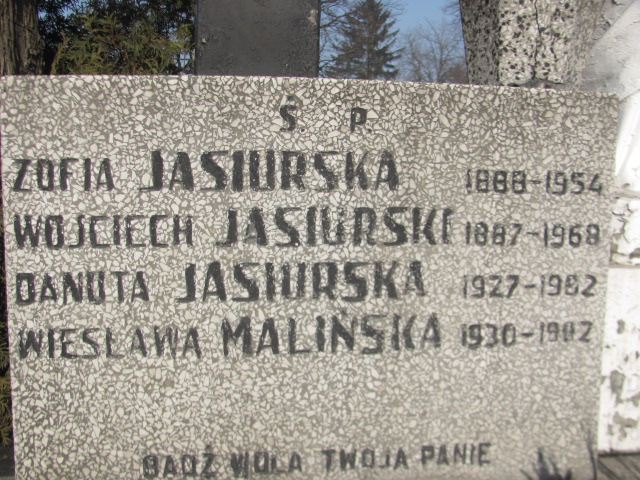 Ś. P.
ZOFIA JASIURSKA 1888-1954
WOJCIECH JASIURSKI 1887-1968
DANUTA JASIURSKA 1927-1982
WIESŁAWA MALIŃSKA 1930-1982
BĄDŹ WOLA TWOJA PANIE